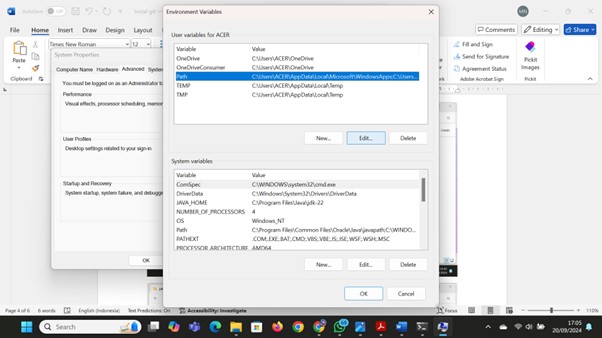 AutoSave
Off
Install git
MN
File
Home
Insert
Draw
Design
Layout
Comments
Editing
Share
Times New Roman
12
Paste
Clipboard
Fill and Sign
Send for Signature
Agreements
Adobe Acrobat Sign
Pickit
Images
Pickit
System Properties
Computer Name Hardware Advanced System
You must be logged on as an Administrator to
Performance
Visual effects, processor scheduling, memor
User Profiles
Desktop settings related to your sign-in
Startup and Recovery
System startup, system failure, and debuggin
OK
Environment Variables
User variables for ACER
Variable Value
OneDrive C:\Users\ACER\OneDrive
OneDriveConsumer C:\Users\ACER\OneDrive
Path C:\Users\ACER\AppData\Local\Microsoft\WindowsApps;C:\Users...
TEMP C:\Users\ACER\AppData\Local\Temp
TMP C:\Users\ACER\AppData\Local\Temp
New... Edit... Delete
System variables
Variable Value
ComSpec C:\WINDOWS\system32\cmd.exe
DriverData C:\Windows\System32\Drivers\DriverData
JAVA_HOME C:\Program Files\Java\jdk-22
NUMBER_OF_PROCESSORS 4
OS Windows_NT
Path C:\Program Files\Common Files\Oracle\Java\javapath;C:\WINDO...
PATHEXT .COM;.EXE;.BAT;.CMD;.VBS;.VBE;.JS;.JSE;.WSF;.WSH;.MSC
PROCESSOR_ARCHITECTURE AMD64
New... Edit... Delete
OK Cancel
Page 4 of 6 6 words English (Indonesia) Text Predictions: On Accessibility: Investigate
110%
Search
17.05
20/09/2024